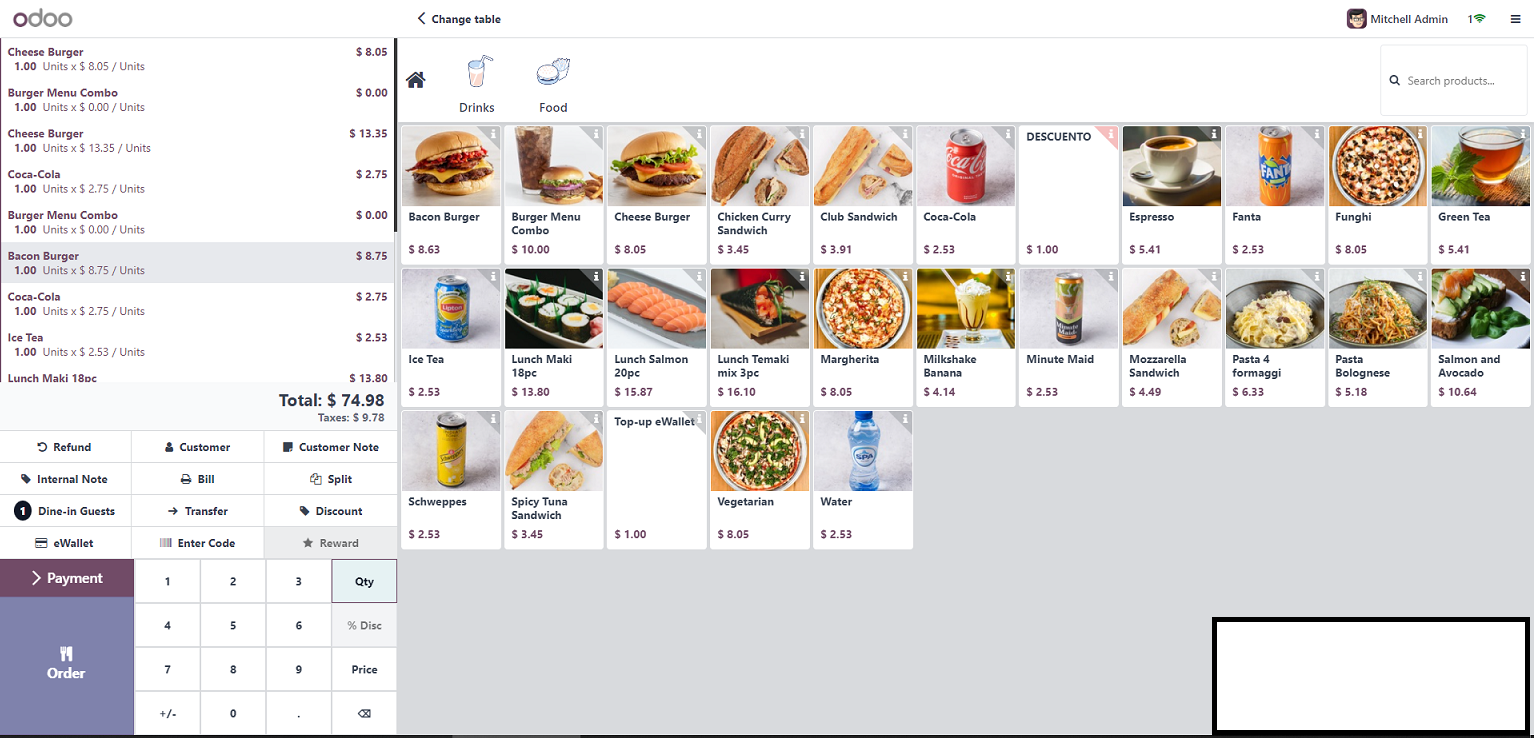 odoo
Change table
Mitchell Admin
1
Cheese Burger $ 8.05
1.00 Units x $ 8.05 / Units
Burger Menu Combo $ 0.00
1.00 Units x $ 0.00 / Units
Cheese Burger $ 13.35
1.00 Units x $ 13.35 / Units
Coca-Cola $ 2.75
1.00 Units x $ 2.75 / Units
Burger Menu Combo $ 0.00
1.00 Units x $ 0.00 / Units
Bacon Burger $ 8.75
1.00 Units x $ 8.75 / Units
Coca-Cola $ 2.75
1.00 Units x $ 2.75 / Units
Ice Tea $ 2.53
1.00 Units x $ 2.53 / Units
Lunch Maki 18pc $ 13.80
Total: $ 74.98
Taxes: $ 9.78
Refund
Customer
Customer Note
Internal Note
Bill
Split
1 Dine-in Guests
Transfer
Discount
eWallet
Enter Code
Reward
Payment
Order
1 2 3 Qty
4 5 6 % Disc
7 8 9 Price
+/- 0 .
Drinks
Food
Search products...
Bacon Burger
$ 8.63
Burger Menu
Combo
$ 10.00
Cheese Burger
$ 8.05
Chicken Curry
Sandwich
$ 3.45
Club Sandwich
$ 3.91
Coca-Cola
Coca-Cola
$ 2.53
DESCUENTO
$ 1.00
Espresso
$ 5.41
FANTA
Fanta
$ 2.53
Funghi
$ 8.05
Green Tea
$ 5.41
Lipton
Ice Tea
$ 2.53
Lunch Maki
18pc
$ 13.80
Lunch Salmon
20pc
$ 15.87
Lunch Temaki
mix 3pc
$ 16.10
Margherita
$ 8.05
Milkshake
Banana
$ 4.14
Minute
Maid
Minute Maid
$ 2.53
Mozzarella
Sandwich
$ 4.49
Pasta 4
formaggi
$ 6.33
Pasta
Bolognese
$ 5.18
Salmon and
Avocado
$ 10.64
Schweppes
Schweppes
$ 2.53
Spicy Tuna
Sandwich
$ 3.45
Top-up eWallet
$ 1.00
Vegetarian
$ 8.05
SPA
Water
$ 2.53